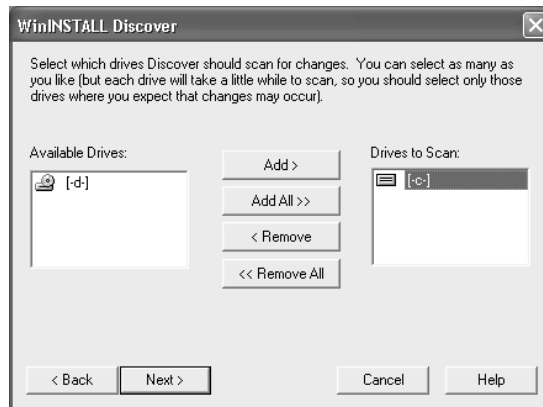 WinINSTALL Discover
Select which drives Discover should scan for changes. You can select as many as
you like (but each drive will take a little while to scan, so you should select only those
drives where you expect that changes may occur).
Available Drives:
[-d-]
Add >
Add All >>
< Remove
<< Remove All
Drives to Scan:
[-c-]
< Back
Next >
Cancel
Help